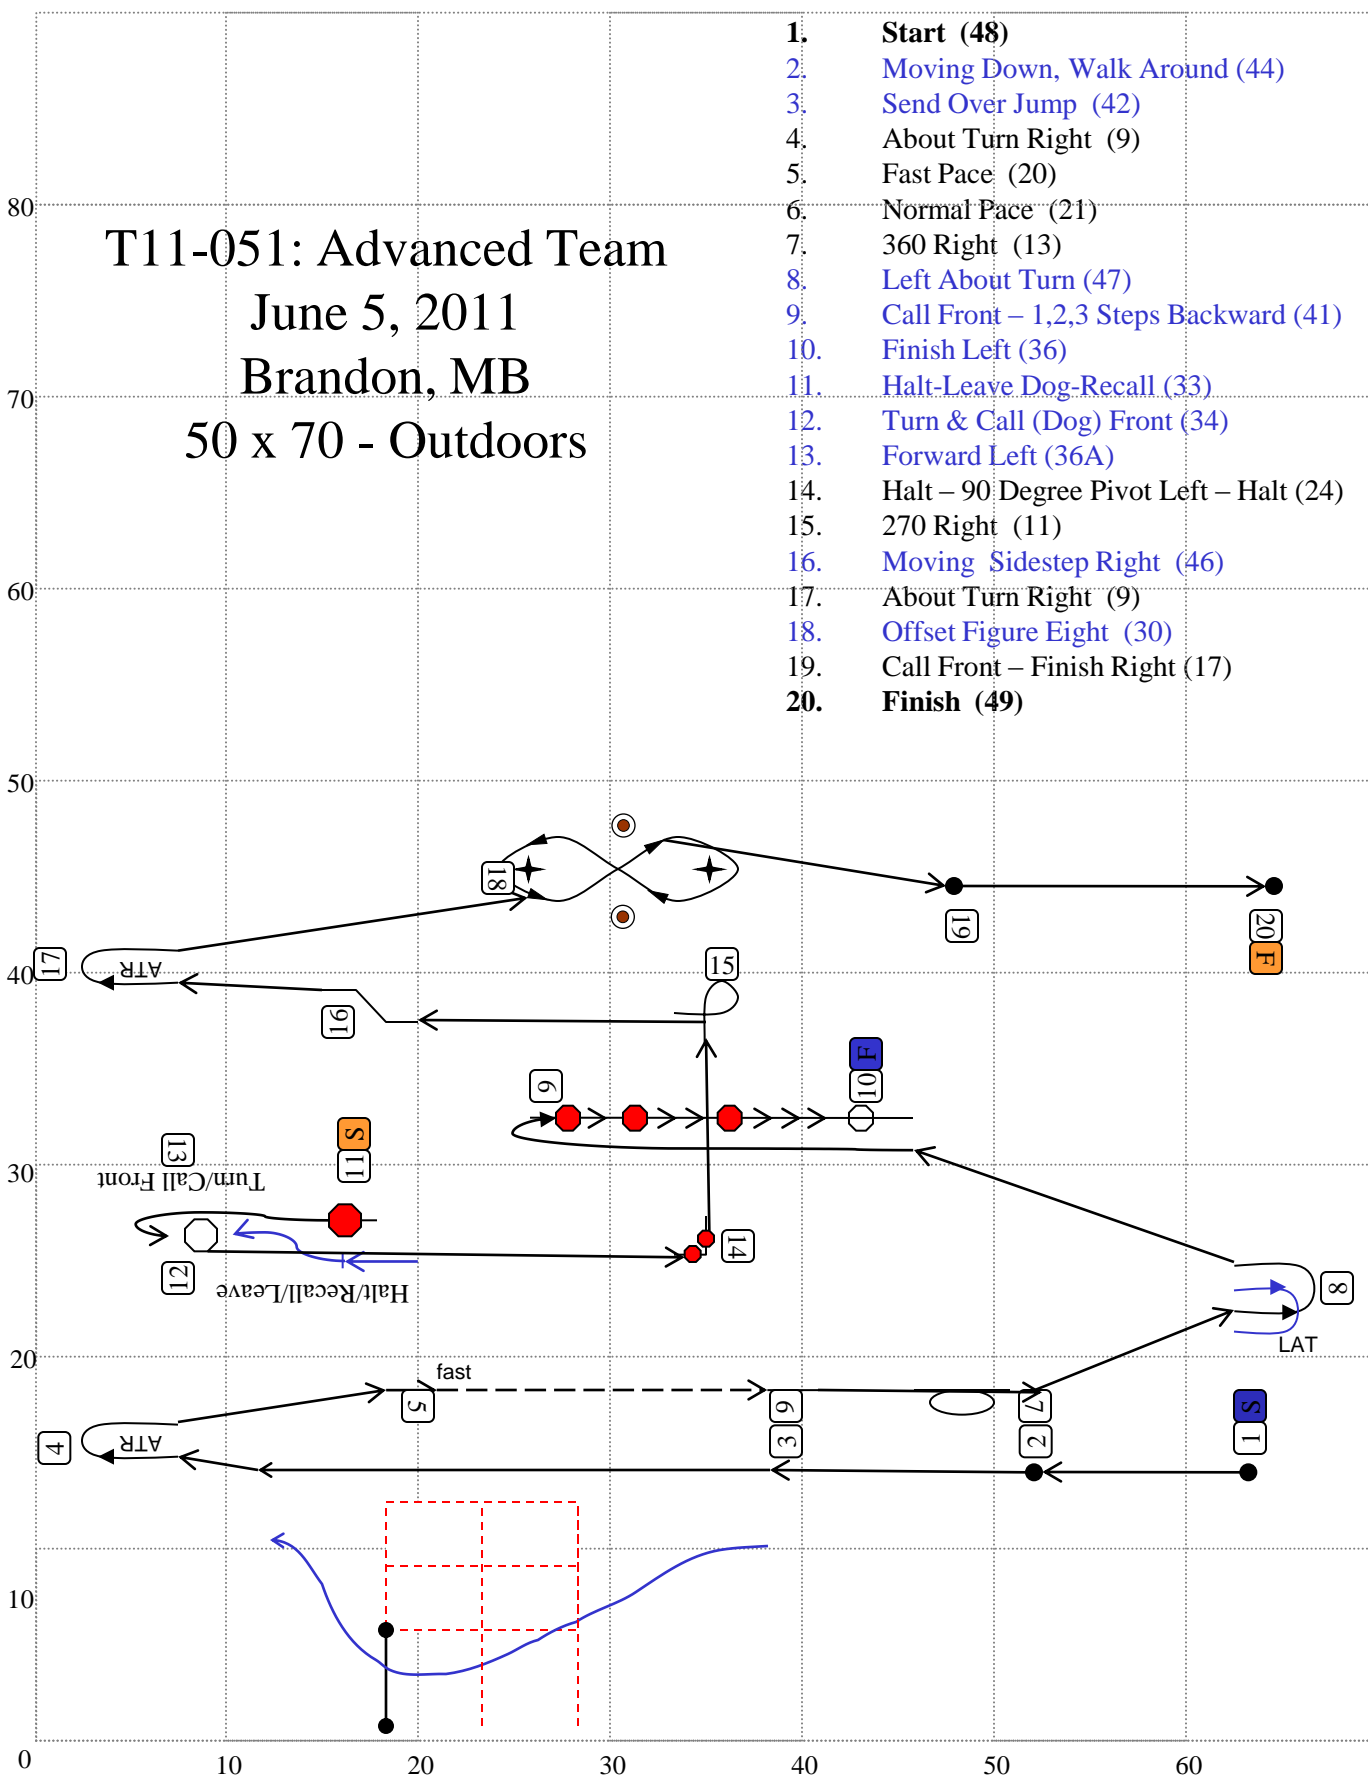 1. Start (48)
2. Moving Down, Walk Around (44)
3. Send Over Jump (42)
4. About Turn Right (9)
5. Fast Pace (20)
6. Normal Pace (21)
7. 360 Right (13)
8. Left About Turn (47)
9. Call Front – 1,2,3 Steps Backward (41)
10. Finish Left (36)
11. Halt-Leave Dog-Recall (33)
12. Turn & Call (Dog) Front (34)
13. Forward Left (36A)
14. Halt – 90 Degree Pivot Left – Halt (24)
15. 270 Right (11)
16. Moving Sidestep Right (46)
17. About Turn Right (9)
18. Offset Figure Eight (30)
19. Call Front – Finish Right (17)
20. Finish (49)
T11-051: Advanced Team
June 5, 2011
Brandon, MB
50 x 70 - Outdoors
80
70
60
50
18
19
20
F
17
ATR
40
15
16
F
10
9
S
11
13
30
Turn/Call Front
14
12
Halt/Recall/Leave
8
LAT
20
fast
5
6
7
S
4
ATR
3
2
1
10
0
10
20
30
40
50
60